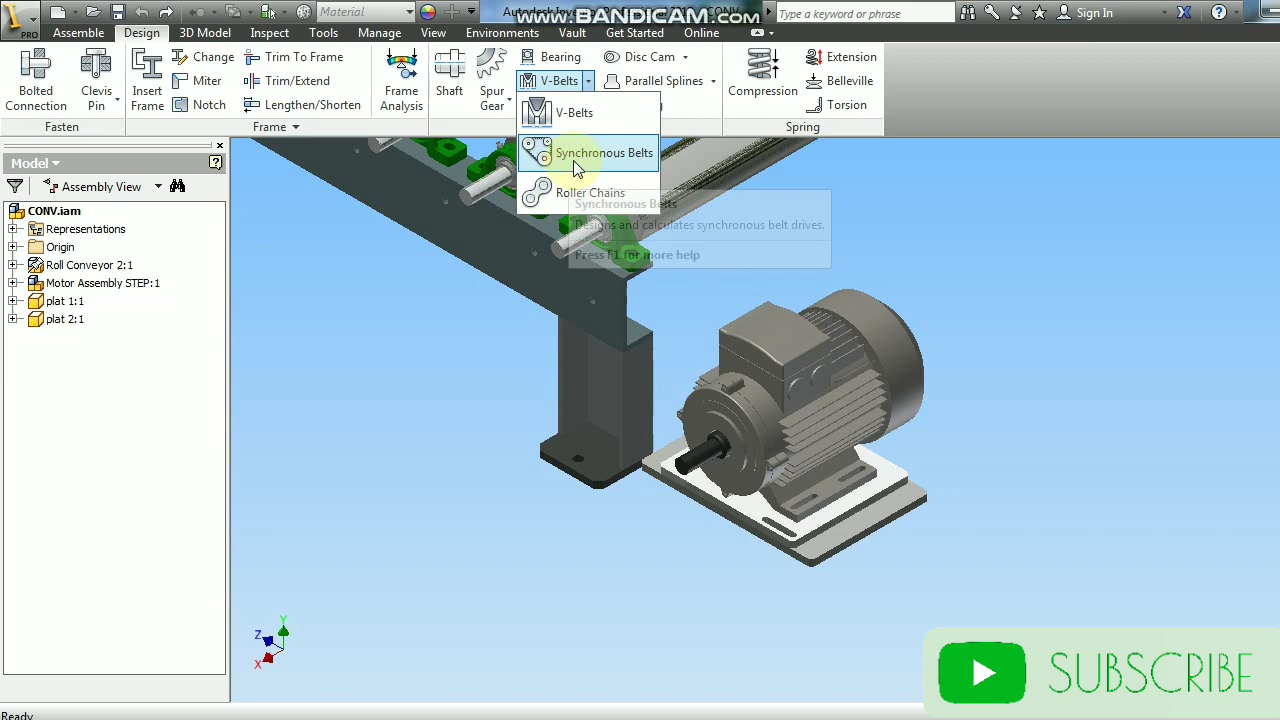 Material
Autodesk Inv
www.BANDICAM.com
Type a keyword or phrase
Sign In
PRO
Assemble Design 3D Model Inspect Tools Manage View Environments Vault Get Started Online
Bolted Connection
Clevis Pin
Insert Frame
Change
Miter
Notch
Trim To Frame
Trim/Extend
Lengthen/Shorten
Frame Analysis
Shaft
Spur Gear
Bearing
V-Belts
Disc Cam
Parallel Splines
Compression
Extension
Belleville
Torsion
Fasten
Frame
Spring
V-Belts
Synchronous Belts
Roller Chains
Synchronous Belts
Designs and calculates synchronous belt drives.
Press F1 for more help
Model
Assembly View
CONV.iam
Representations
Origin
Roll Conveyor 2:1
Motor Assembly STEP:1
plat 1:1
plat 2:1
Y
Z
X
SUBSCRIBE
Ready